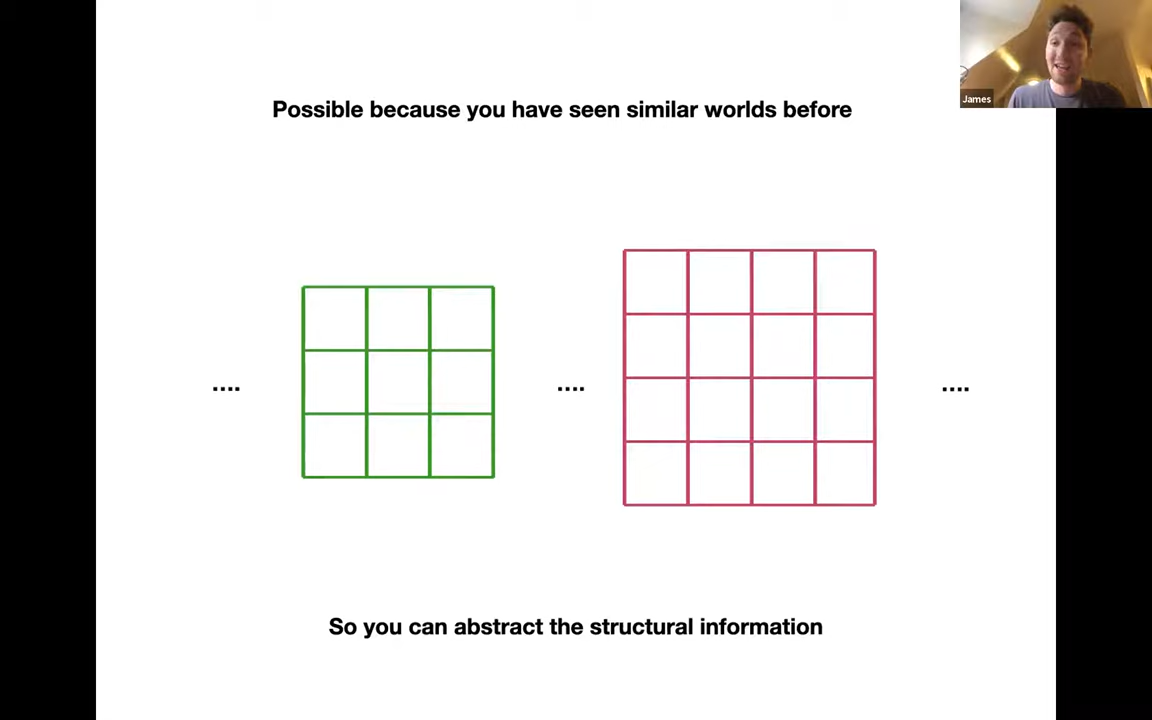 James
Possible because you have seen similar worlds before
.... .... ....
So you can abstract the structural information